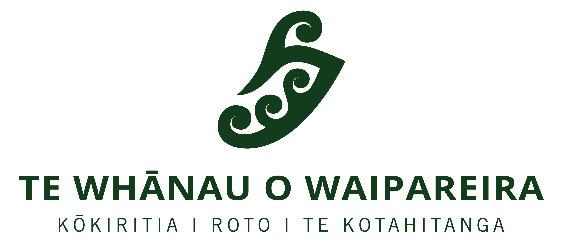 TE WHĀNAU O WAIPAREIRA
KŌKIRITIA I ROTO I TE KOTAHITANGA